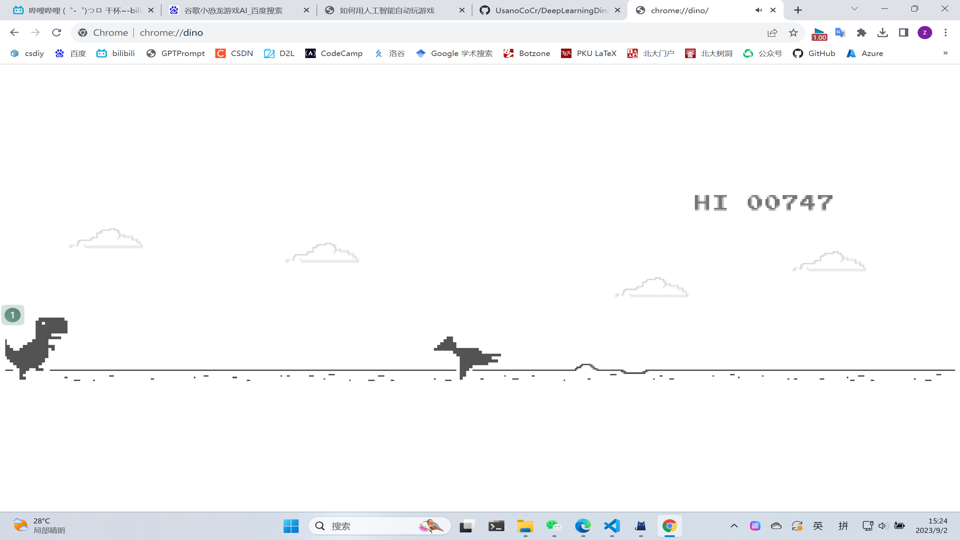 哔哩哔哩 (゜-゜)つロ 干杯~-bili
谷歌小恐龙游戏AI_百度搜索
如何用人工智能自动玩游戏
UsanoCoCr/DeepLearningDin
chrome://dino/
Chrome | chrome://dino
1.00
z
csdiy
百度
bilibili
GPTPrompt
CSDN
D2L
CodeCamp
洛谷
Google 学术搜索
Botzone
PKU LaTeX
北大门户
北大树洞
公众号
GitHub
Azure
»
HI 00747
1
28°C
局部晴朗
搜索
英
拼
15:24
2023/9/2